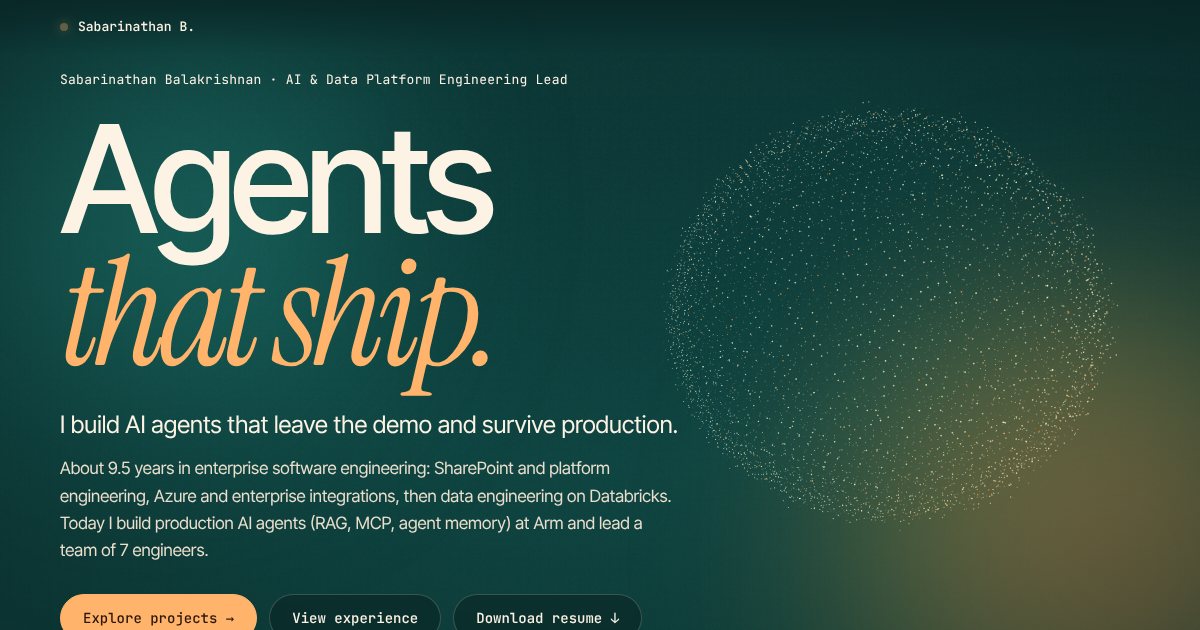 Sabarinathan B.
Sabarinathan Balakrishnan · AI & Data Platform Engineering Lead
Agents
that ship.
I build AI agents that leave the demo and survive production.
About 9.5 years in enterprise software engineering: SharePoint and platform
engineering, Azure and enterprise integrations, then data engineering on Databricks.
Today I build production AI agents (RAG, MCP, agent memory) at Arm and lead a
team of 7 engineers.
Explore projects → View experience Download resume ↓